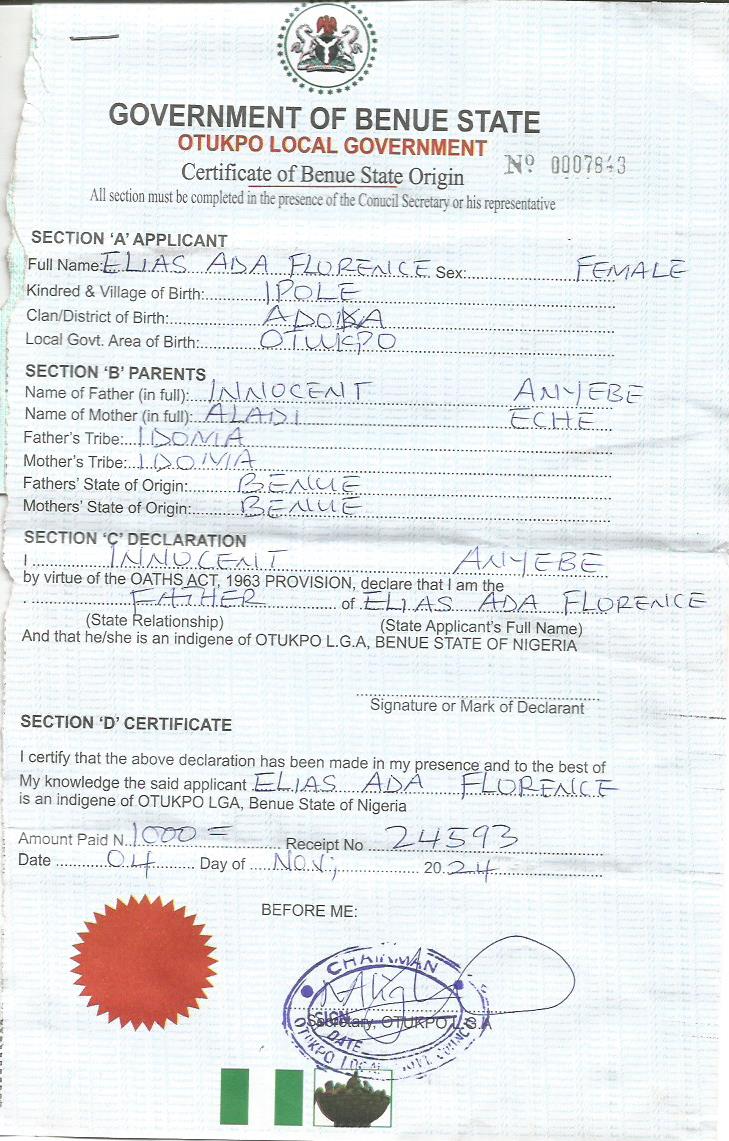 GOVERNMENT OF BENUE STATE
OTUKPO LOCAL GOVERNMENT
Certificate of Benue State Origin Nº 0007843
All section must be completed in the presence of the Conucil Secretary or his representative
SECTION ‘A’ APPLICANT
Full Name: ELIAS ADA FLORENCE Sex: FEMALE
Kindred & Village of Birth: IPOLE
Clan/District of Birth: ADOKA
Local Govt. Area of Birth: OTUKPO
SECTION ‘B’ PARENTS
Name of Father (in full): INNOCENT ANYEBE
Name of Mother (in full): ALADI ECHE
Father's Tribe: IDOMA
Mother's Tribe: IDOMA
Fathers' State of Origin: BENUE
Mothers' State of Origin: BENUE
SECTION ‘C’ DECLARATION
I INNOCENT ANYEBE
by virtue of the OATHS ACT, 1963 PROVISION, declare that I am the
FATHER of ELIAS ADA FLORENCE
(State Relationship) (State Applicant's Full Name)
And that he/she is an indigene of OTUKPO L.G.A, BENUE STATE OF NIGERIA
Signature or Mark of Declarant
SECTION ‘D’ CERTIFICATE
I certify that the above declaration has been made in my presence and to the best of
My knowledge the said applicant ELIAS ADA FLORENCE
is an indigene of OTUKPO LGA, Benue State of Nigeria
Amount Paid N 1000 = Receipt No 24593
Date 04 Day of NOV; 20 24
BEFORE ME:
CHAIRMAN
SIGN
Secretary, OTUKPO L.G.A
DATE
OTUKPO LOCAL GOVT. COUNCIL